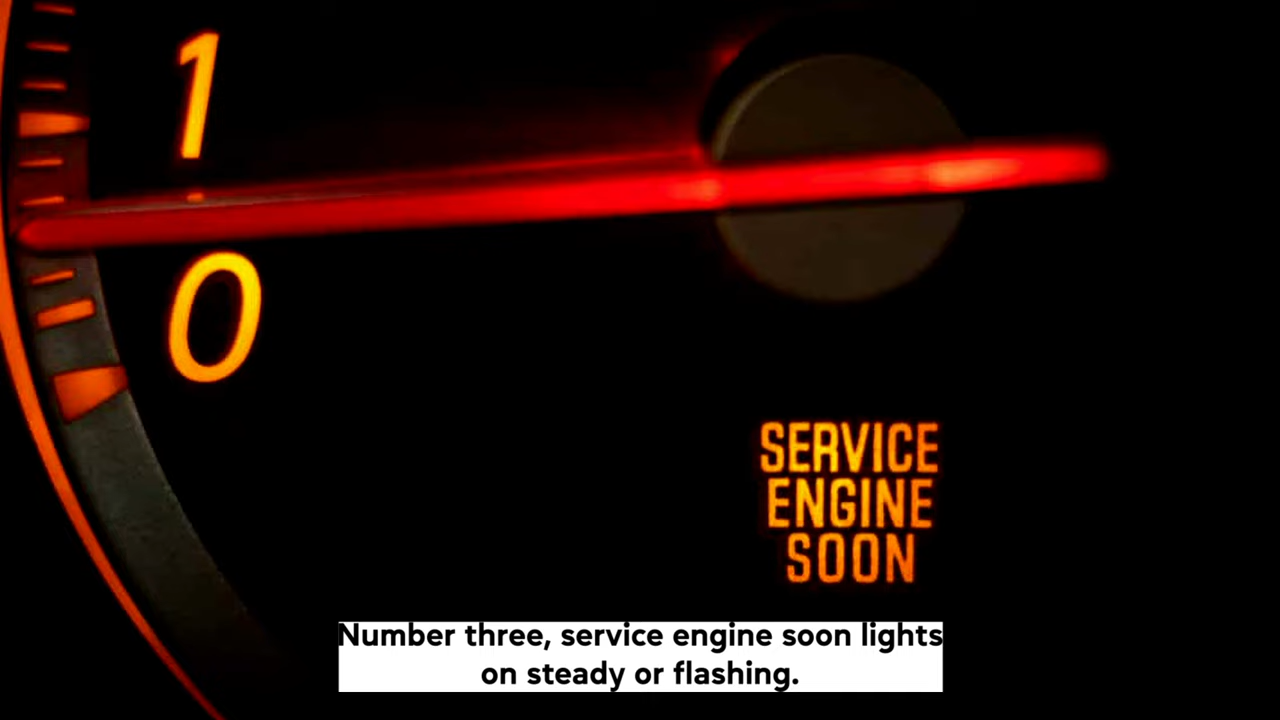 1
0
SERVICE
ENGINE
SOON
Number three, service engine soon lights
on steady or flashing.